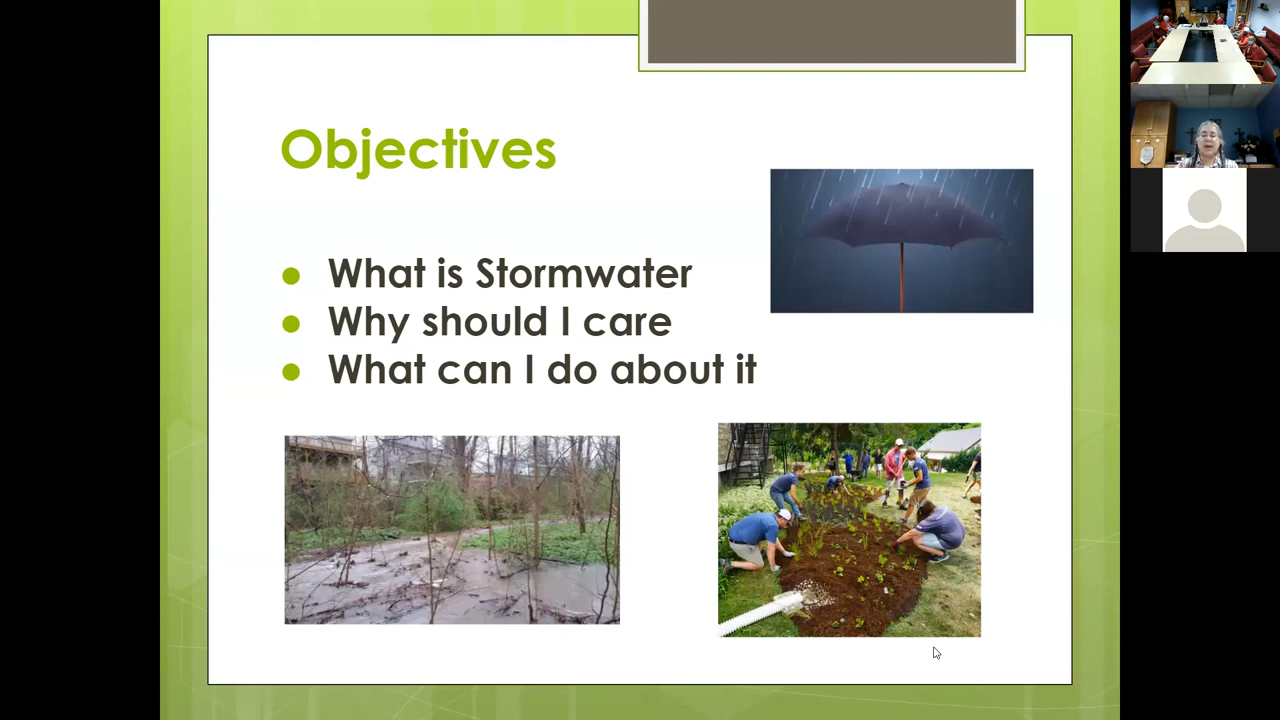 Objectives
What is Stormwater
Why should I care
What can I do about it